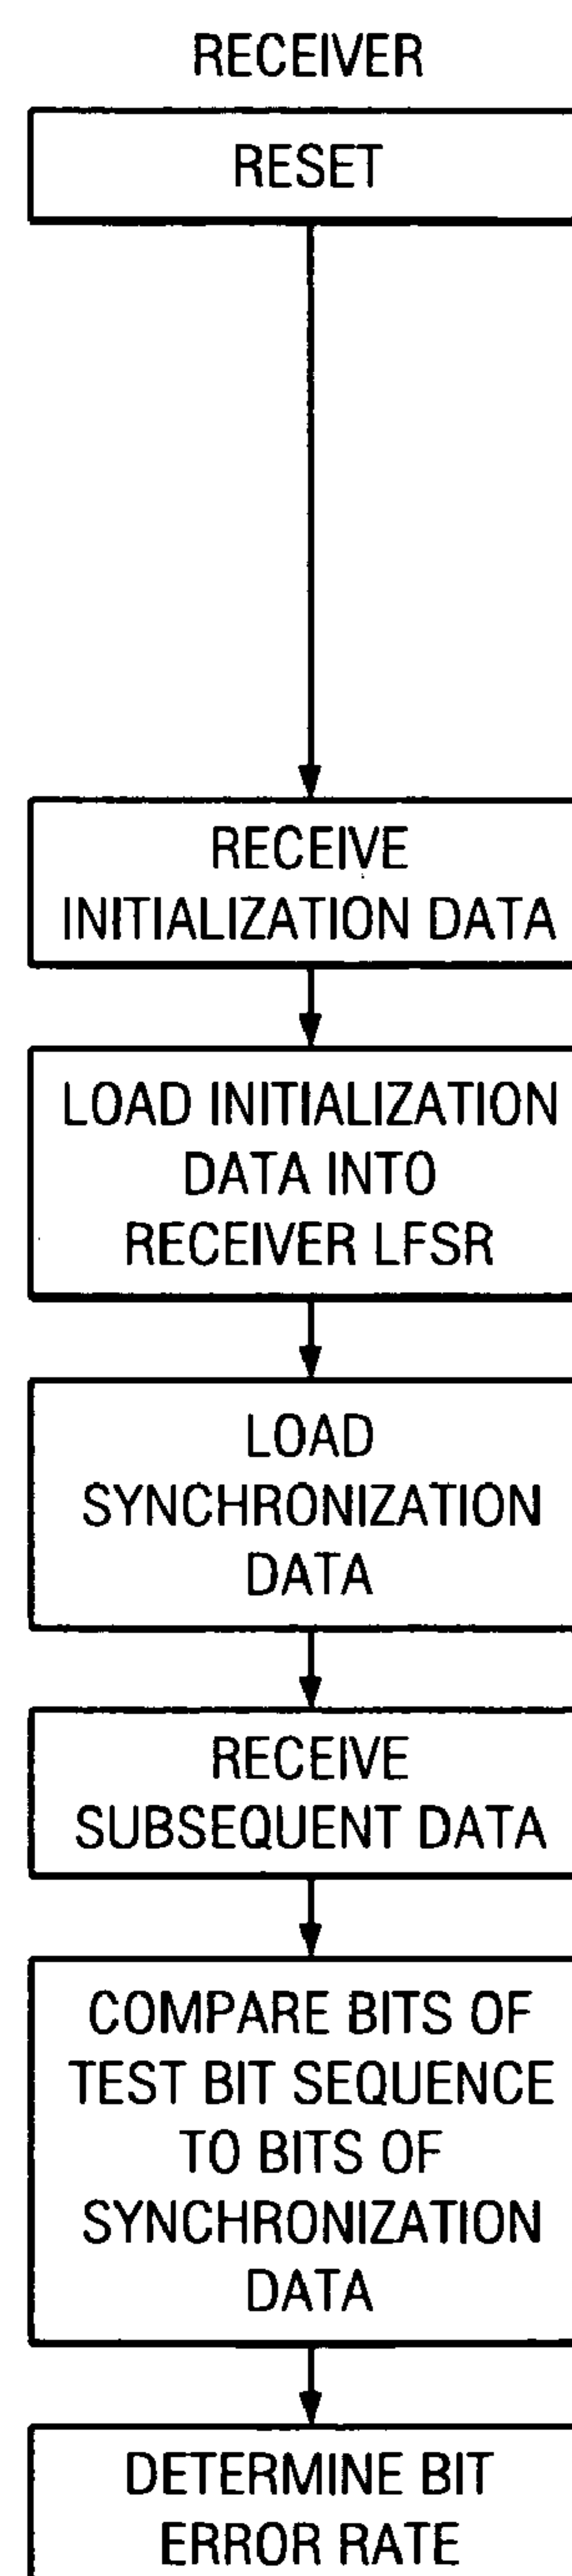 RECEIVER
RESET
RECEIVE
INITIALIZATION DATA
LOAD INITIALIZATION
DATA INTO
RECEIVER LFSR
LOAD
SYNCHRONIZATION
DATA
RECEIVE
SUBSEQUENT DATA
COMPARE BITS OF
TEST BIT SEQUENCE
TO BITS OF
SYNCHRONIZATION
DATA
DETERMINE BIT
ERROR RATE